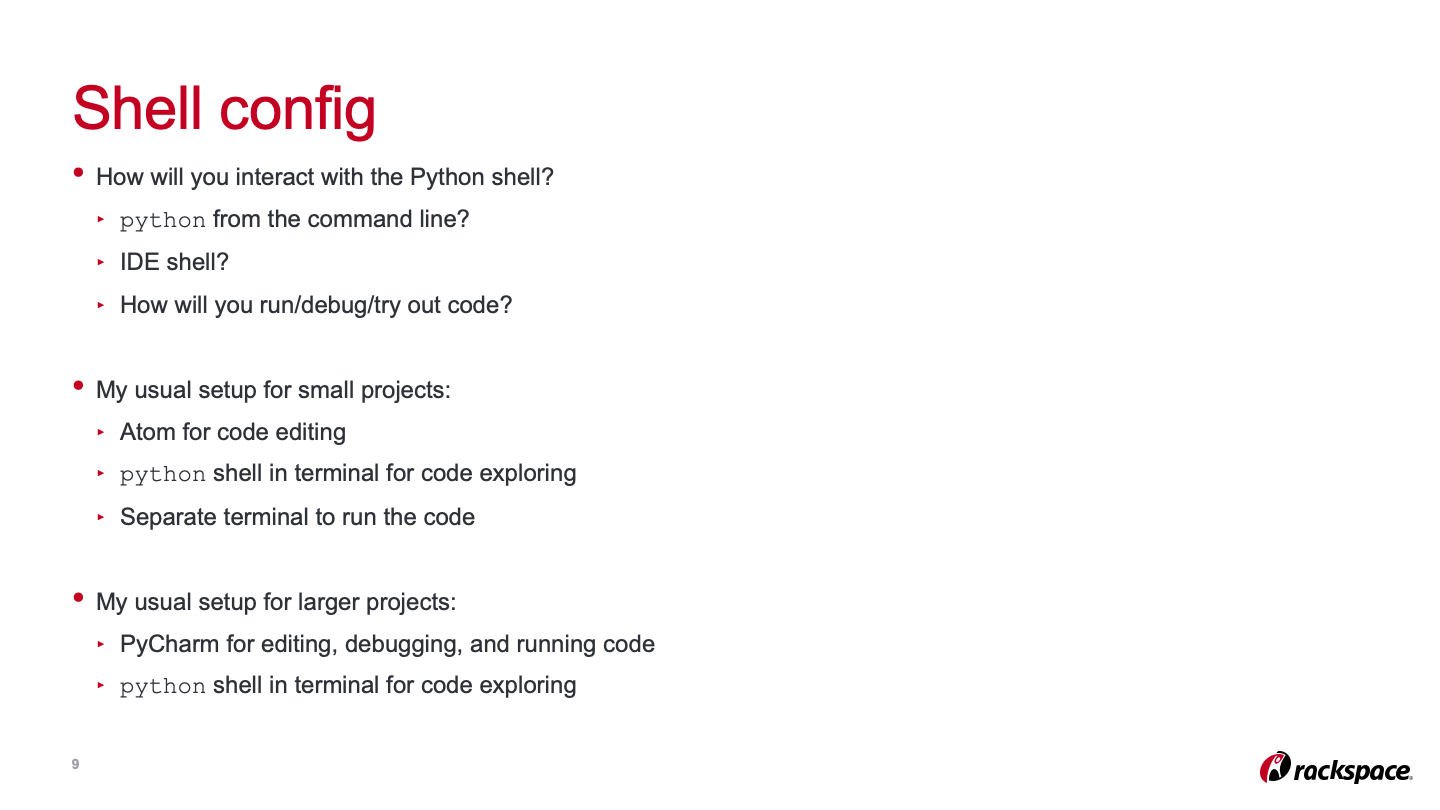 Shell config
• How will you interact with the Python shell?
‣ python from the command line?
‣ IDE shell?
‣ How will you run/debug/try out code?
• My usual setup for small projects:
‣ Atom for code editing
‣ python shell in terminal for code exploring
‣ Separate terminal to run the code
• My usual setup for larger projects:
‣ PyCharm for editing, debugging, and running code
‣ python shell in terminal for code exploring
9
rackspace.